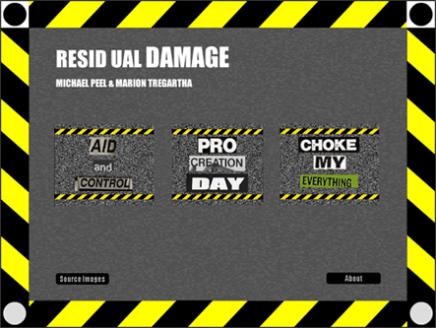 RESID UAL DAMAGE
MICHAEL PEEL & MARION TREGARTHA
AID
and
CONTROL
PRO
CREATION
DAY
CHOKE
MY
EVERYTHING
Source Images
About